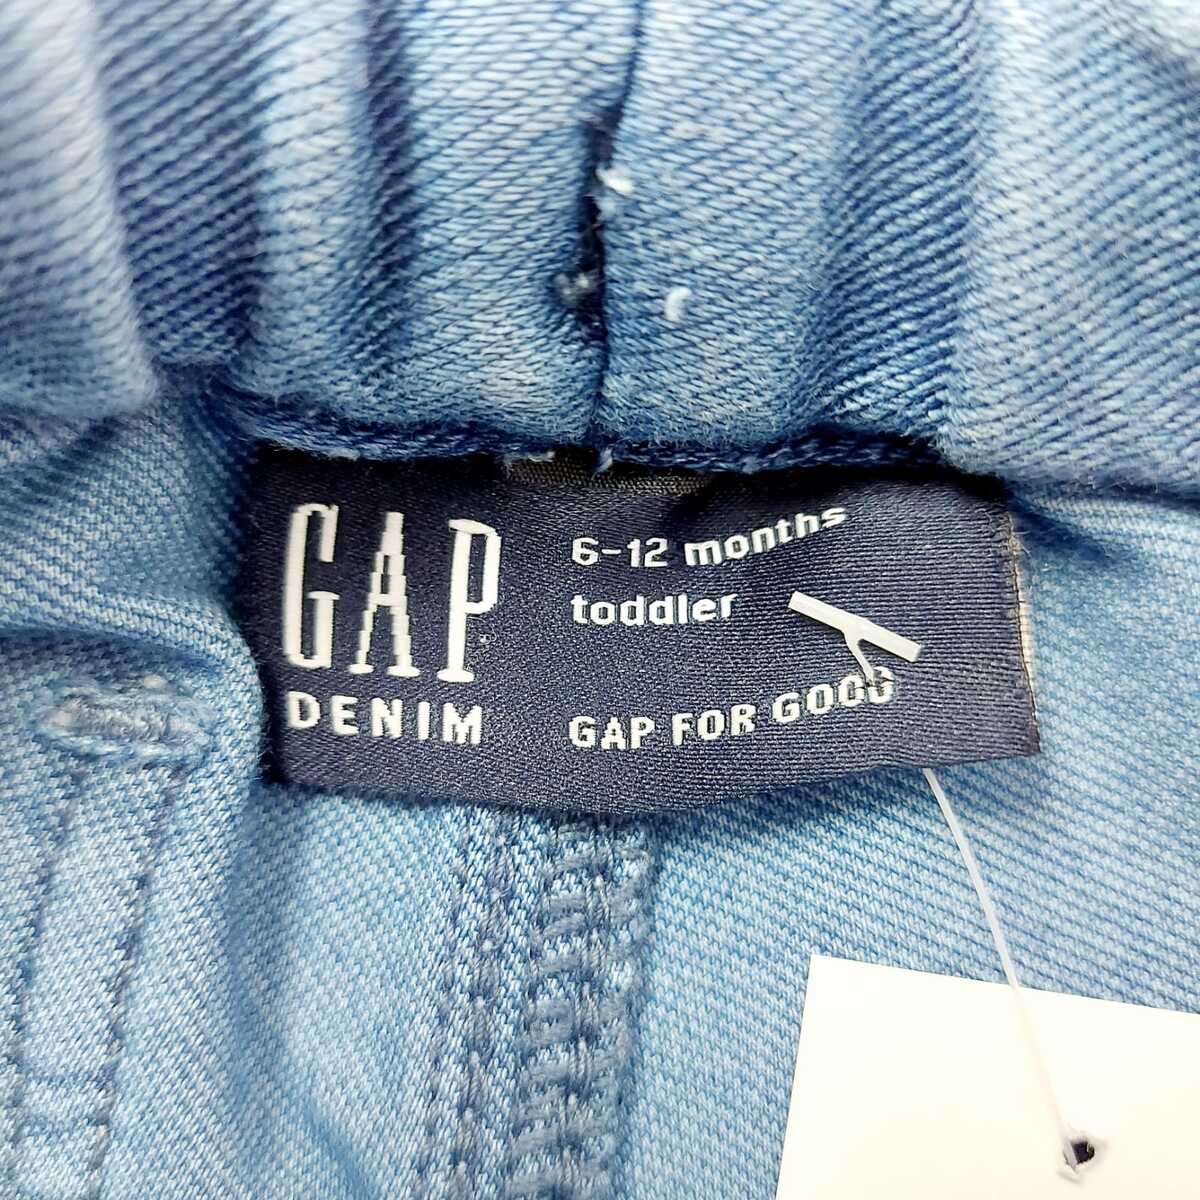 GAP
DENIM
6-12 months
toddler
GAP FOR GOOD